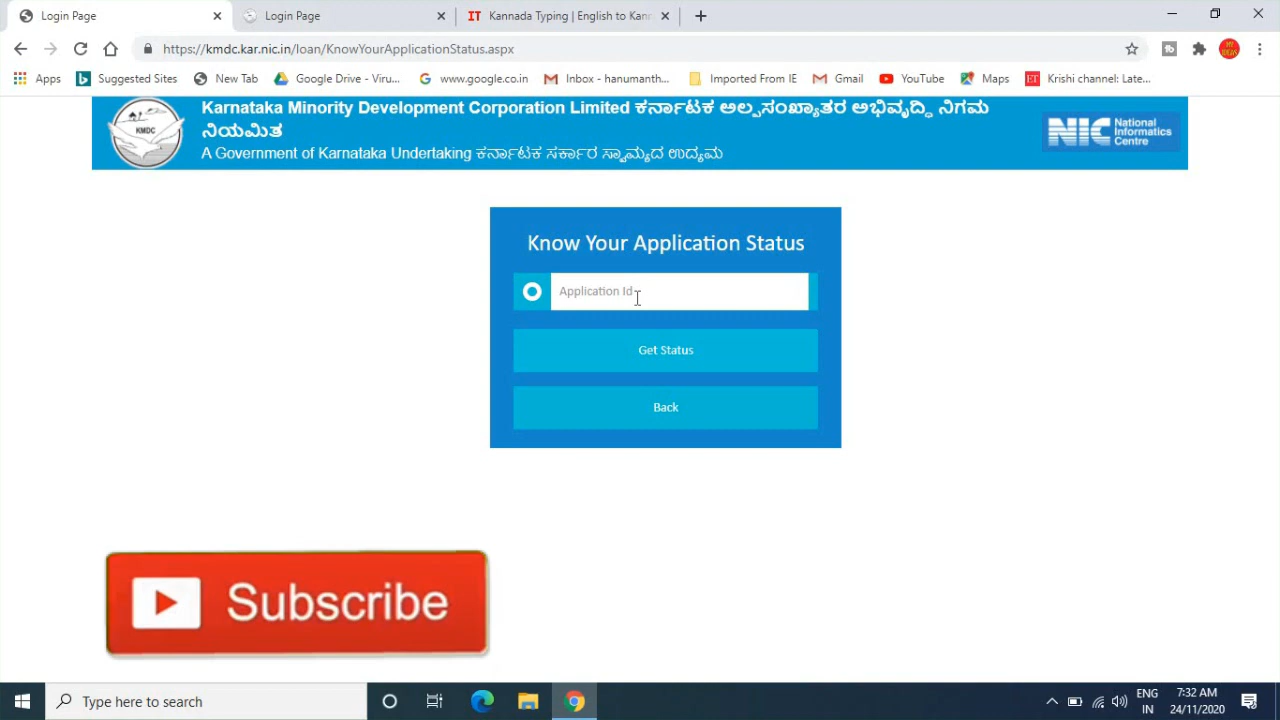 Login Page
Login Page
IT Kannada Typing | English to Kann
https://kmdc.kar.nic.in/loan/KnowYourApplicationStatus.aspx
Apps
Suggested Sites
New Tab
Google Drive - Viru...
www.google.co.in
Inbox - hanumanth...
Imported From IE
Gmail
YouTube
Maps
ET Krishi channel: Late...
KMDC
Karnataka Minority Development Corporation Limited ಕರ್ನಾಟಕ ಅಲ್ಪಸಂಖ್ಯಾತರ ಅಭಿವೃದ್ಧಿ ನಿಗಮ
ನಿಯಮಿತ
A Government of Karnataka Undertaking ಕರ್ನಾಟಕ ಸರ್ಕಾರ ಸ್ವಾಮ್ಯದ ಉದ್ಯಮ
NIC National
Informatics
Centre
Know Your Application Status
Application Id
Get Status
Back
Subscribe
Type here to search
ENG
IN
7:32 AM
24/11/2020